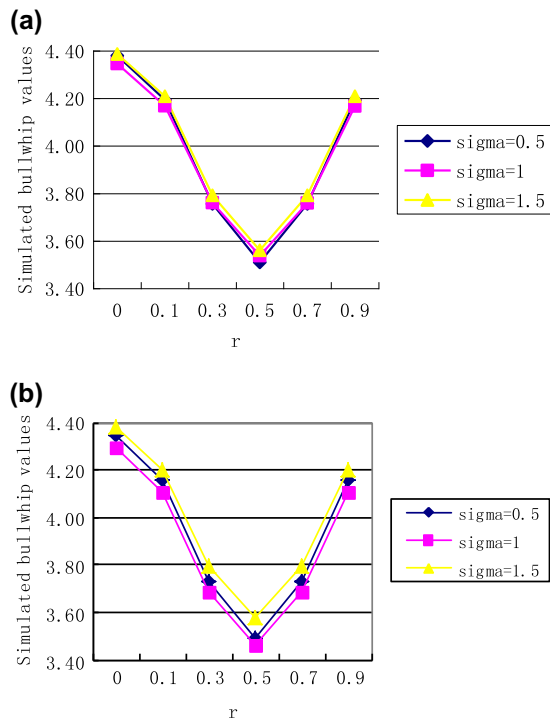 (a)
Simulated bullwhip values
4.40
4.20
4.00
3.80
3.60
3.40
0 0.1 0.3 0.5 0.7 0.9
r
sigma=0.5
sigma=1
sigma=1.5
(b)
Simulated bullwhip values
4.40
4.20
4.00
3.80
3.60
3.40
0 0.1 0.3 0.5 0.7 0.9
r
sigma=0.5
sigma=1
sigma=1.5